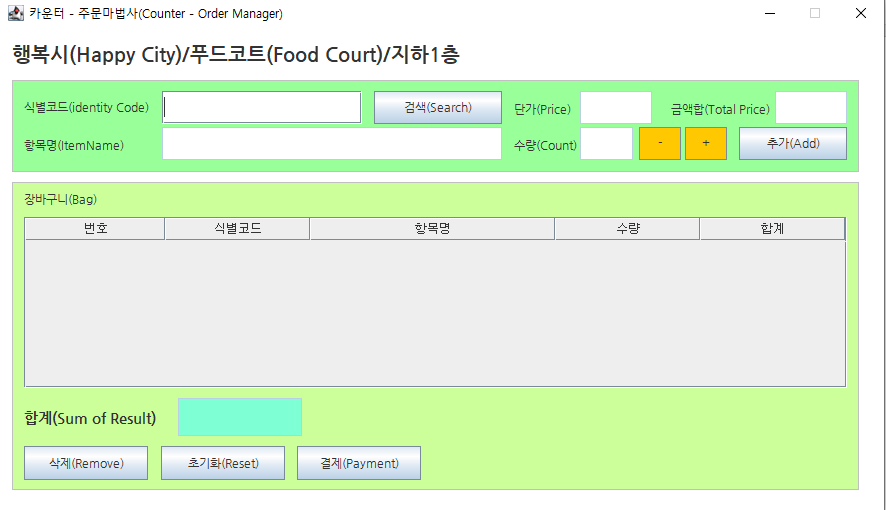 카운터 - 주문마법사(Counter - Order Manager)
행복시(Happy City)/푸드코트(Food Court)/지하1층
식별코드(identity Code) 검색(Search) 단가(Price) 금액합(Total Price)
항목명(ItemName) 수량(Count) - + 추가(Add)
장바구니(Bag)
번호 식별코드 항목명 수량 합계
합계(Sum of Result)
삭제(Remove) 초기화(Reset) 결제(Payment)